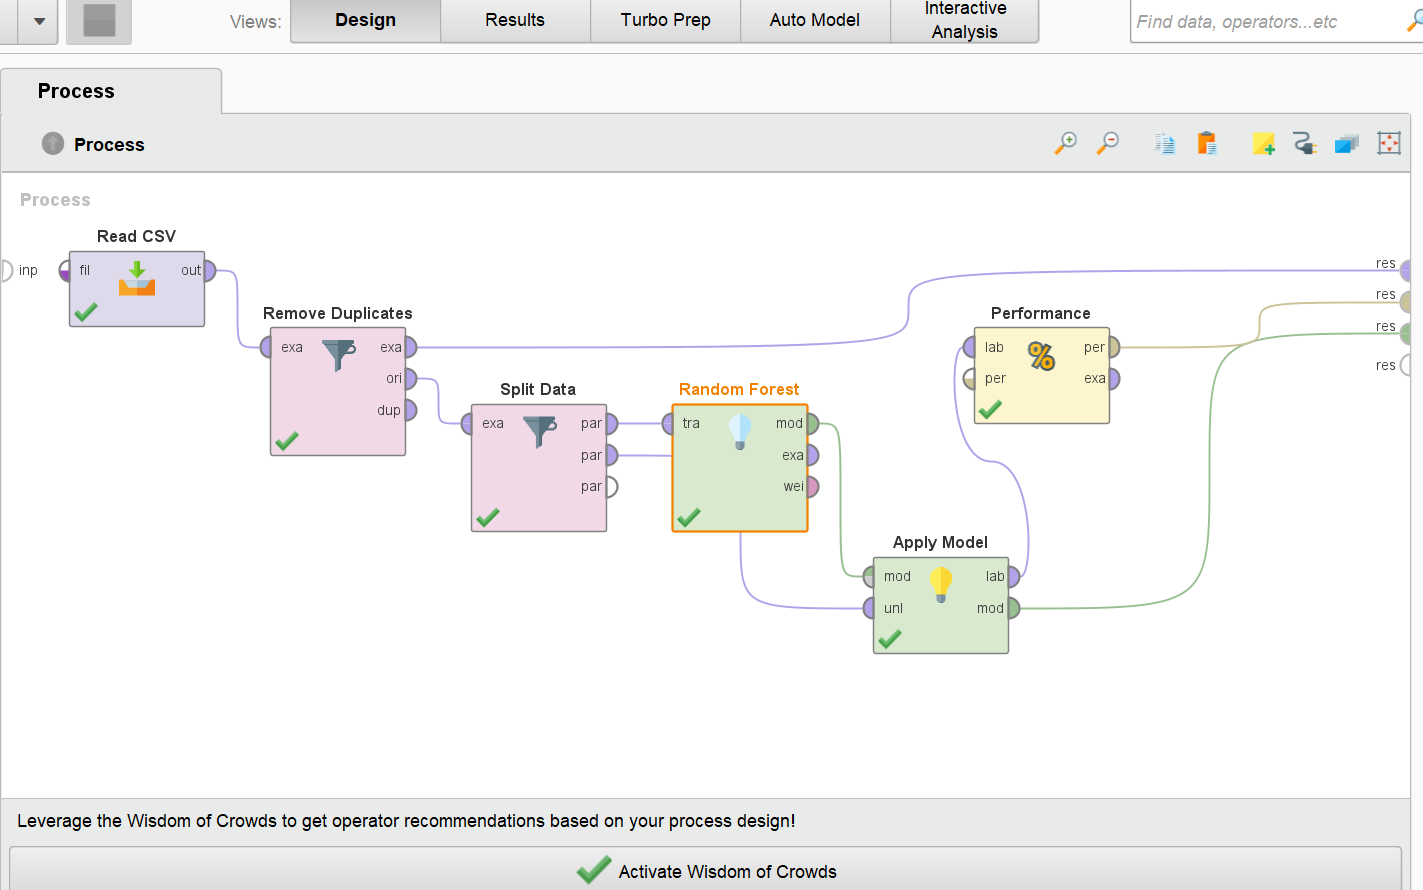 Views:
Design
Results
Turbo Prep
Auto Model
Interactive
Analysis
Find data, operators...etc
Process
Process
Process
Read CSV
inp
fil
out
res
res
res
res
Remove Duplicates
exa
exa
ori
dup
Performance
lab
per
per
exa
Split Data
exa
par
par
par
Random Forest
tra
mod
exa
wei
Apply Model
mod
lab
unl
mod
Leverage the Wisdom of Crowds to get operator recommendations based on your process design!
Activate Wisdom of Crowds